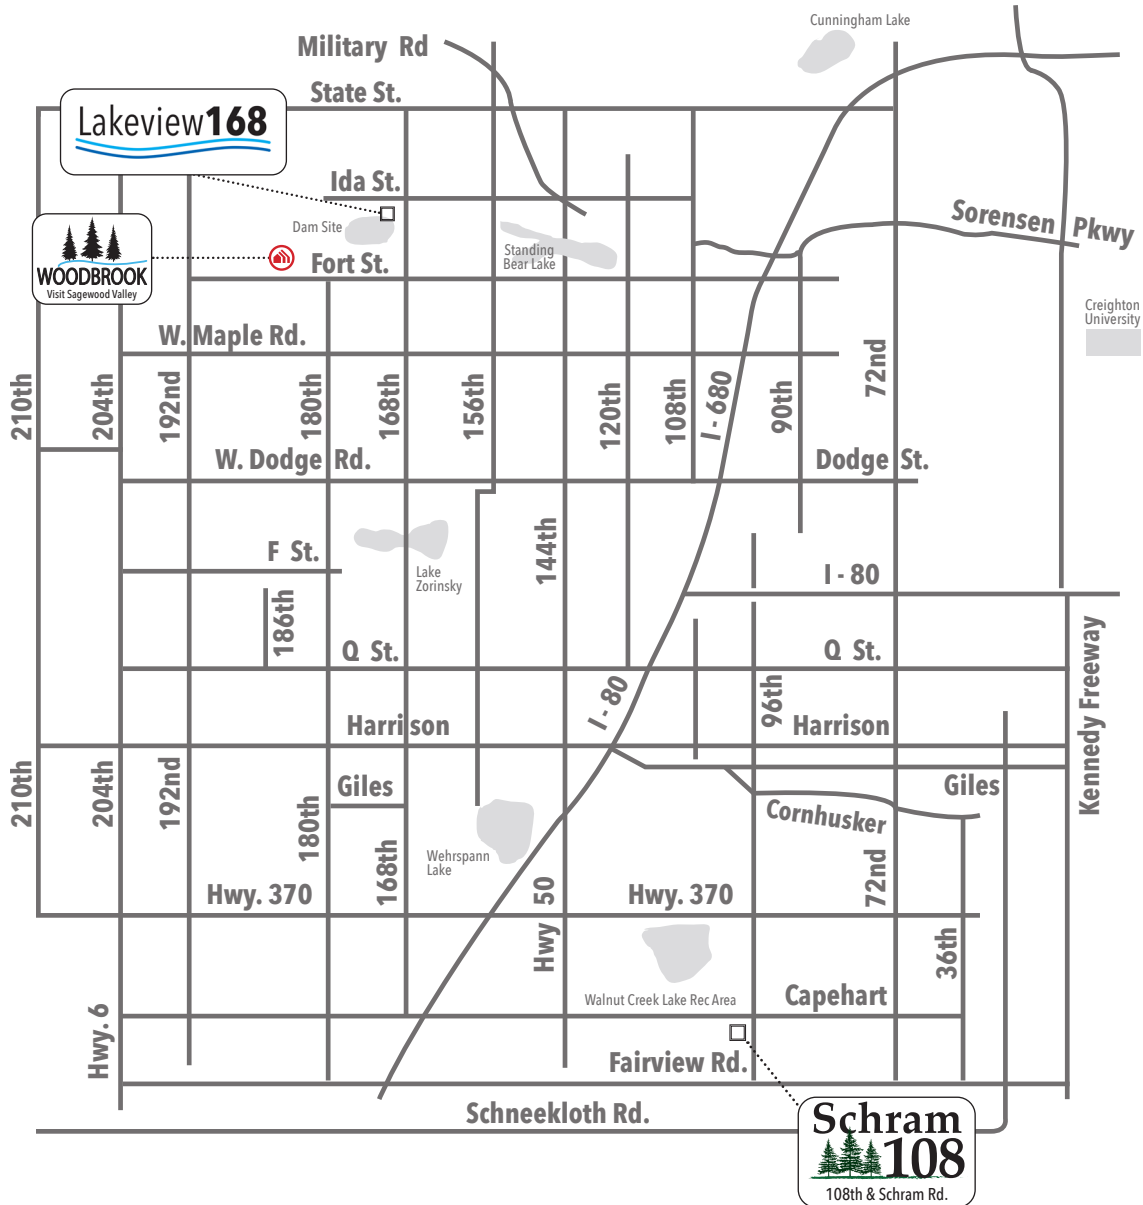 Cunningham Lake
Military Rd
State St.
Lakeview168
Ida St.
Sorensen Pkwy
Dam Site
Standing
Bear Lake
WOODBROOK
Visit Sagewood Valley
Fort St.
Creighton
University
W. Maple Rd.
210th
204th
192nd
180th
168th
156th
120th
108th
I - 680
90th
72nd
W. Dodge Rd.
Dodge St.
F St.
144th
Lake
Zorinsky
I - 80
186th
Q St.
Q St.
I - 80
96th
Kennedy Freeway
Harrison
Harrison
210th
204th
192nd
Giles
Giles
180th
Cornhusker
168th
Wehrspann
Lake
72nd
Hwy. 370
Hwy 50
Hwy. 370
36th
Walnut Creek Lake Rec Area
Capehart
Hwy. 6
Fairview Rd.
Schneekloth Rd.
Schram
108
108th & Schram Rd.